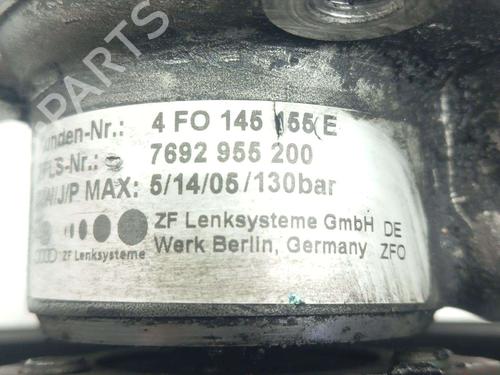 PARTS
unden-Nr.: 4 FO 145 155 E
LS-Nr.: 7692 955 200
/J/P MAX: 5/14/05/130bar
ZF Lenksysteme GmbH DE
ZF Lenksysteme Werk Berlin, Germany ZFO